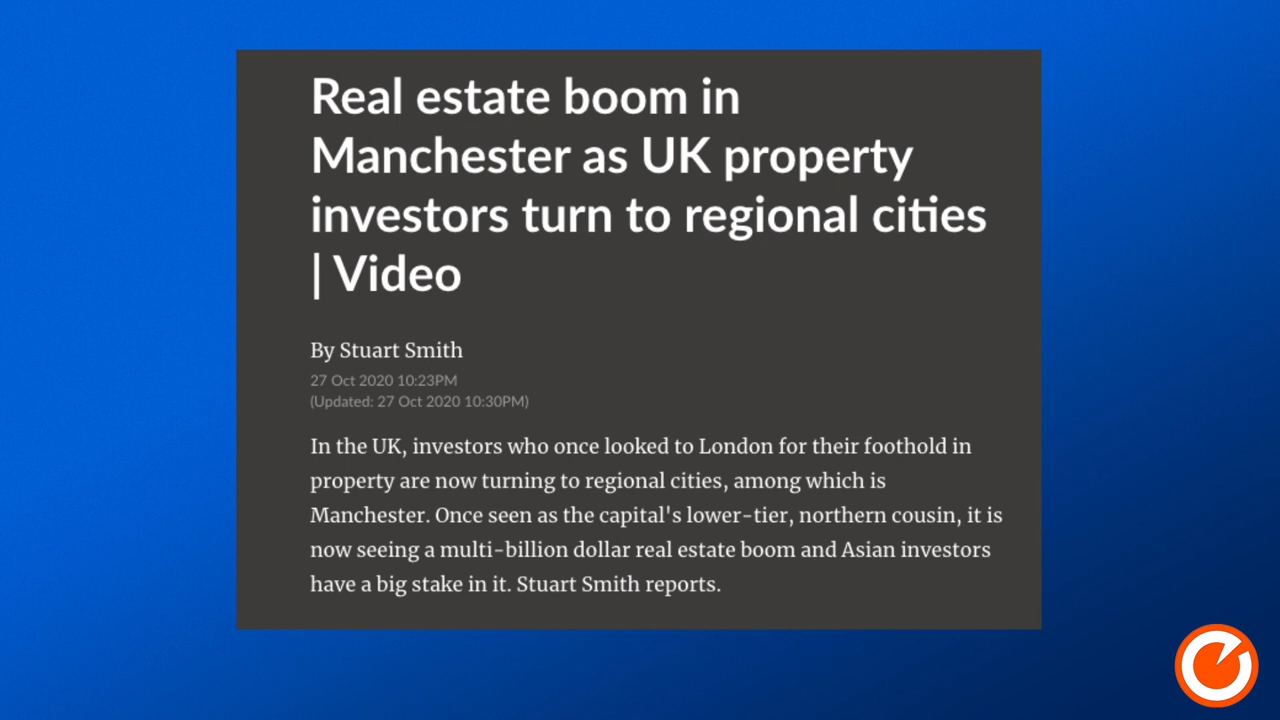 Real estate boom in
Manchester as UK property
investors turn to regional cities
| Video
By Stuart Smith
27 Oct 2020 10:23PM
(Updated: 27 Oct 2020 10:30PM)
In the UK, investors who once looked to London for their foothold in
property are now turning to regional cities, among which is
Manchester. Once seen as the capital's lower-tier, northern cousin, it is
now seeing a multi-billion dollar real estate boom and Asian investors
have a big stake in it. Stuart Smith reports.